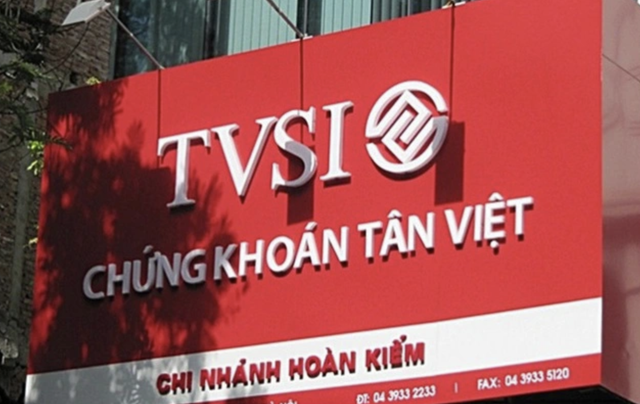 TVSI
CHỨNG KHOÁN TÂN VIỆT
CHI NHÁNH HOÀN KIẾM
ĐT: 04 3933 2233 | FAX: 04 3933 5120